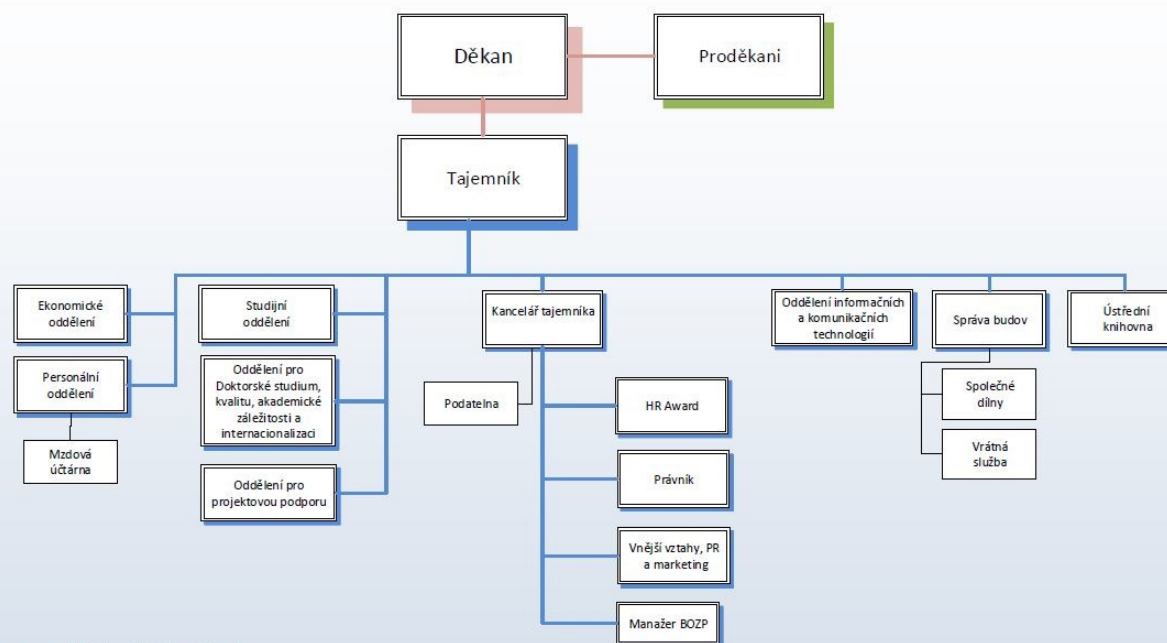 Děkan
Proděkani
Tajemník
Ekonomické
oddělení
Personální
oddělení
Mzdová
účtárna
Studijní
oddělení
Oddělení pro
Doktorské studium,
kvalitu, akademické
záležitosti a
internacionalizaci
Oddělení pro
projektovou podporu
Kancelář tajemníka
Podatelna
HR Award
Právník
Vnější vztahy, PR
a marketing
Manažer BOZP
Oddělení informačních
a komunikačních
technologií
Správa budov
Společné
dílny
Vrátná
služba
Ústřední
knihovna